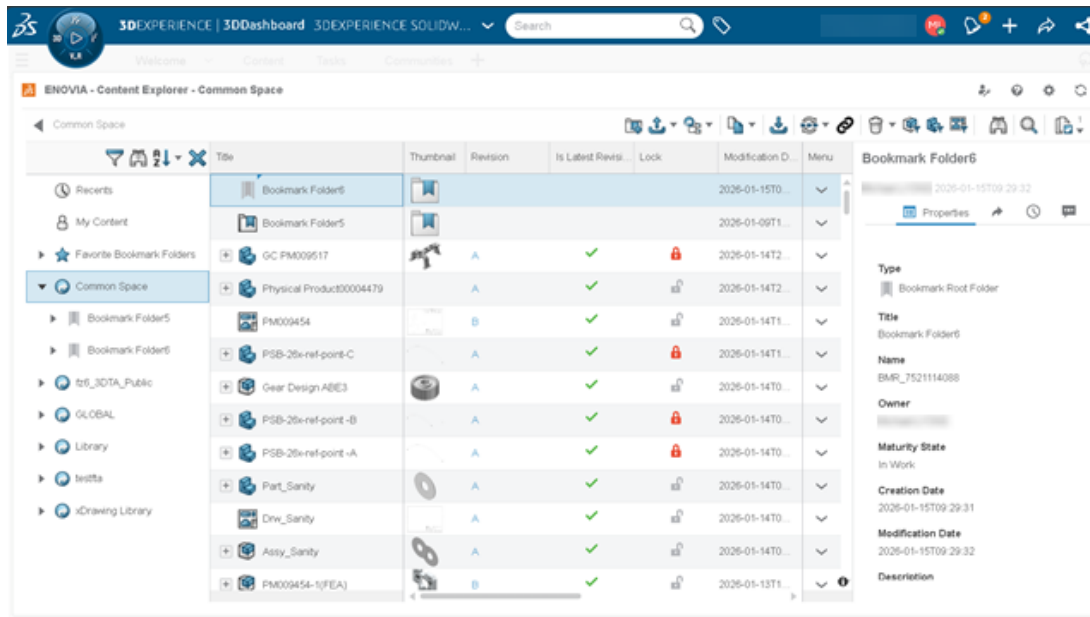 3DEXPERIENCE | 3DDashboard 3DEXPERIENCE SOLIDW... Search
3D V.R MP 2
Welcome Content Tasks Communities
ENOVIA - Content Explorer - Common Space
Common Space
Title Thumbnail Revision Is Latest Revisi... Lock Modification D... Menu
Recents
My Content
Favorite Bookmark Folders
Common Space
Bookmark Folder5
Bookmark Folder6
fz6_3DTA_Public
GLOBAL
Library
testfta
xDrawing Library
Bookmark Folder6 2026-01-15T0...
Bookmark Folder5 2026-01-09T1...
GC PM009517 A 2026-01-14T2...
Physical Product00004479 A 2026-01-14T2...
PM009454 B 2026-01-14T1...
PSB-26x-ref-point-C A 2026-01-14T1...
Gear Design ABE3 A 2026-01-14T0...
PSB-26x-ref-point -B A 2026-01-14T0...
PSB-26x-ref-point -A A 2026-01-14T0...
Part_Sanity A 2026-01-14T0...
Drw_Sanity A 2026-01-14T0...
Assy_Sanity A 2026-01-14T0...
PM009454-1(FEA) B 2026-01-13T1...
Bookmark Folder6
2026-01-15T09:29:32
Properties
Type
Bookmark Root Folder
Title
Bookmark Folder6
Name
BMR_7521114088
Owner
Maturity State
In Work
Creation Date
2026-01-15T09:29:31
Modification Date
2026-01-15T09:29:32
Description